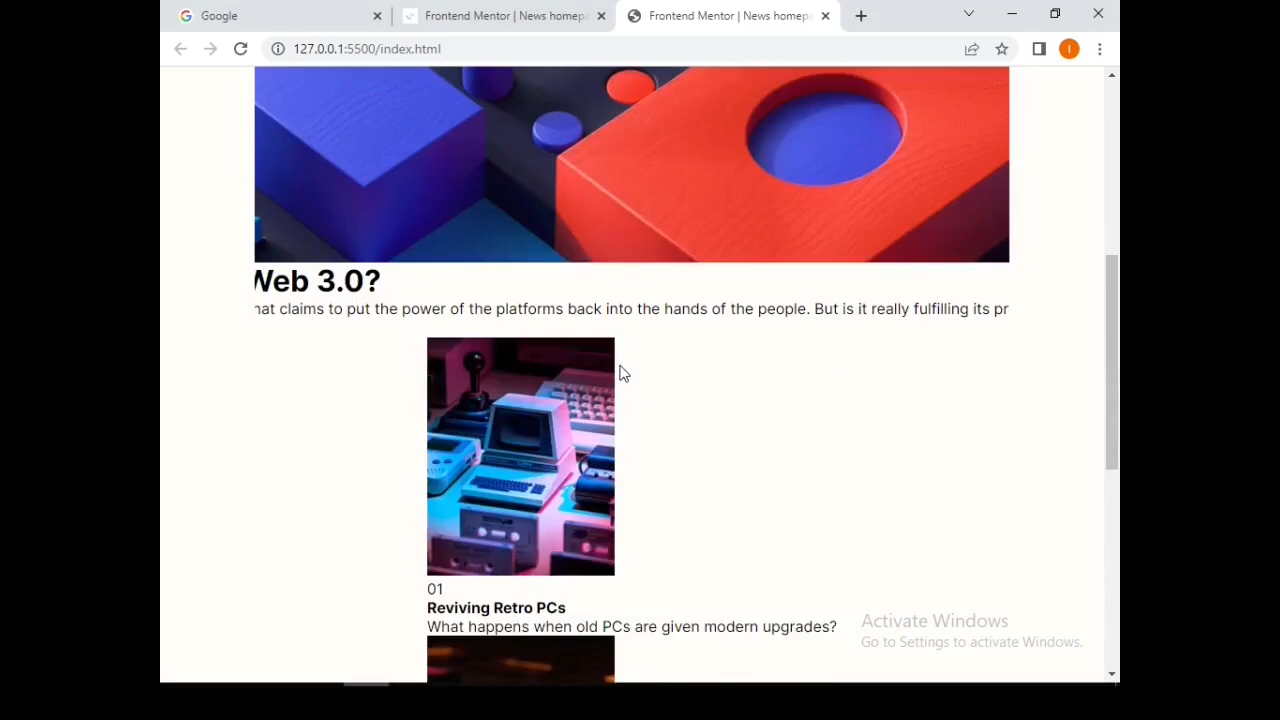 Google
Frontend Mentor | News homepa
Frontend Mentor | News homepa
127.0.0.1:5500/index.html
I
Web 3.0?
hat claims to put the power of the platforms back into the hands of the people. But is it really fulfilling its pr
01
Reviving Retro PCs
What happens when old PCs are given modern upgrades?
Activate Windows
Go to Settings to activate Windows.